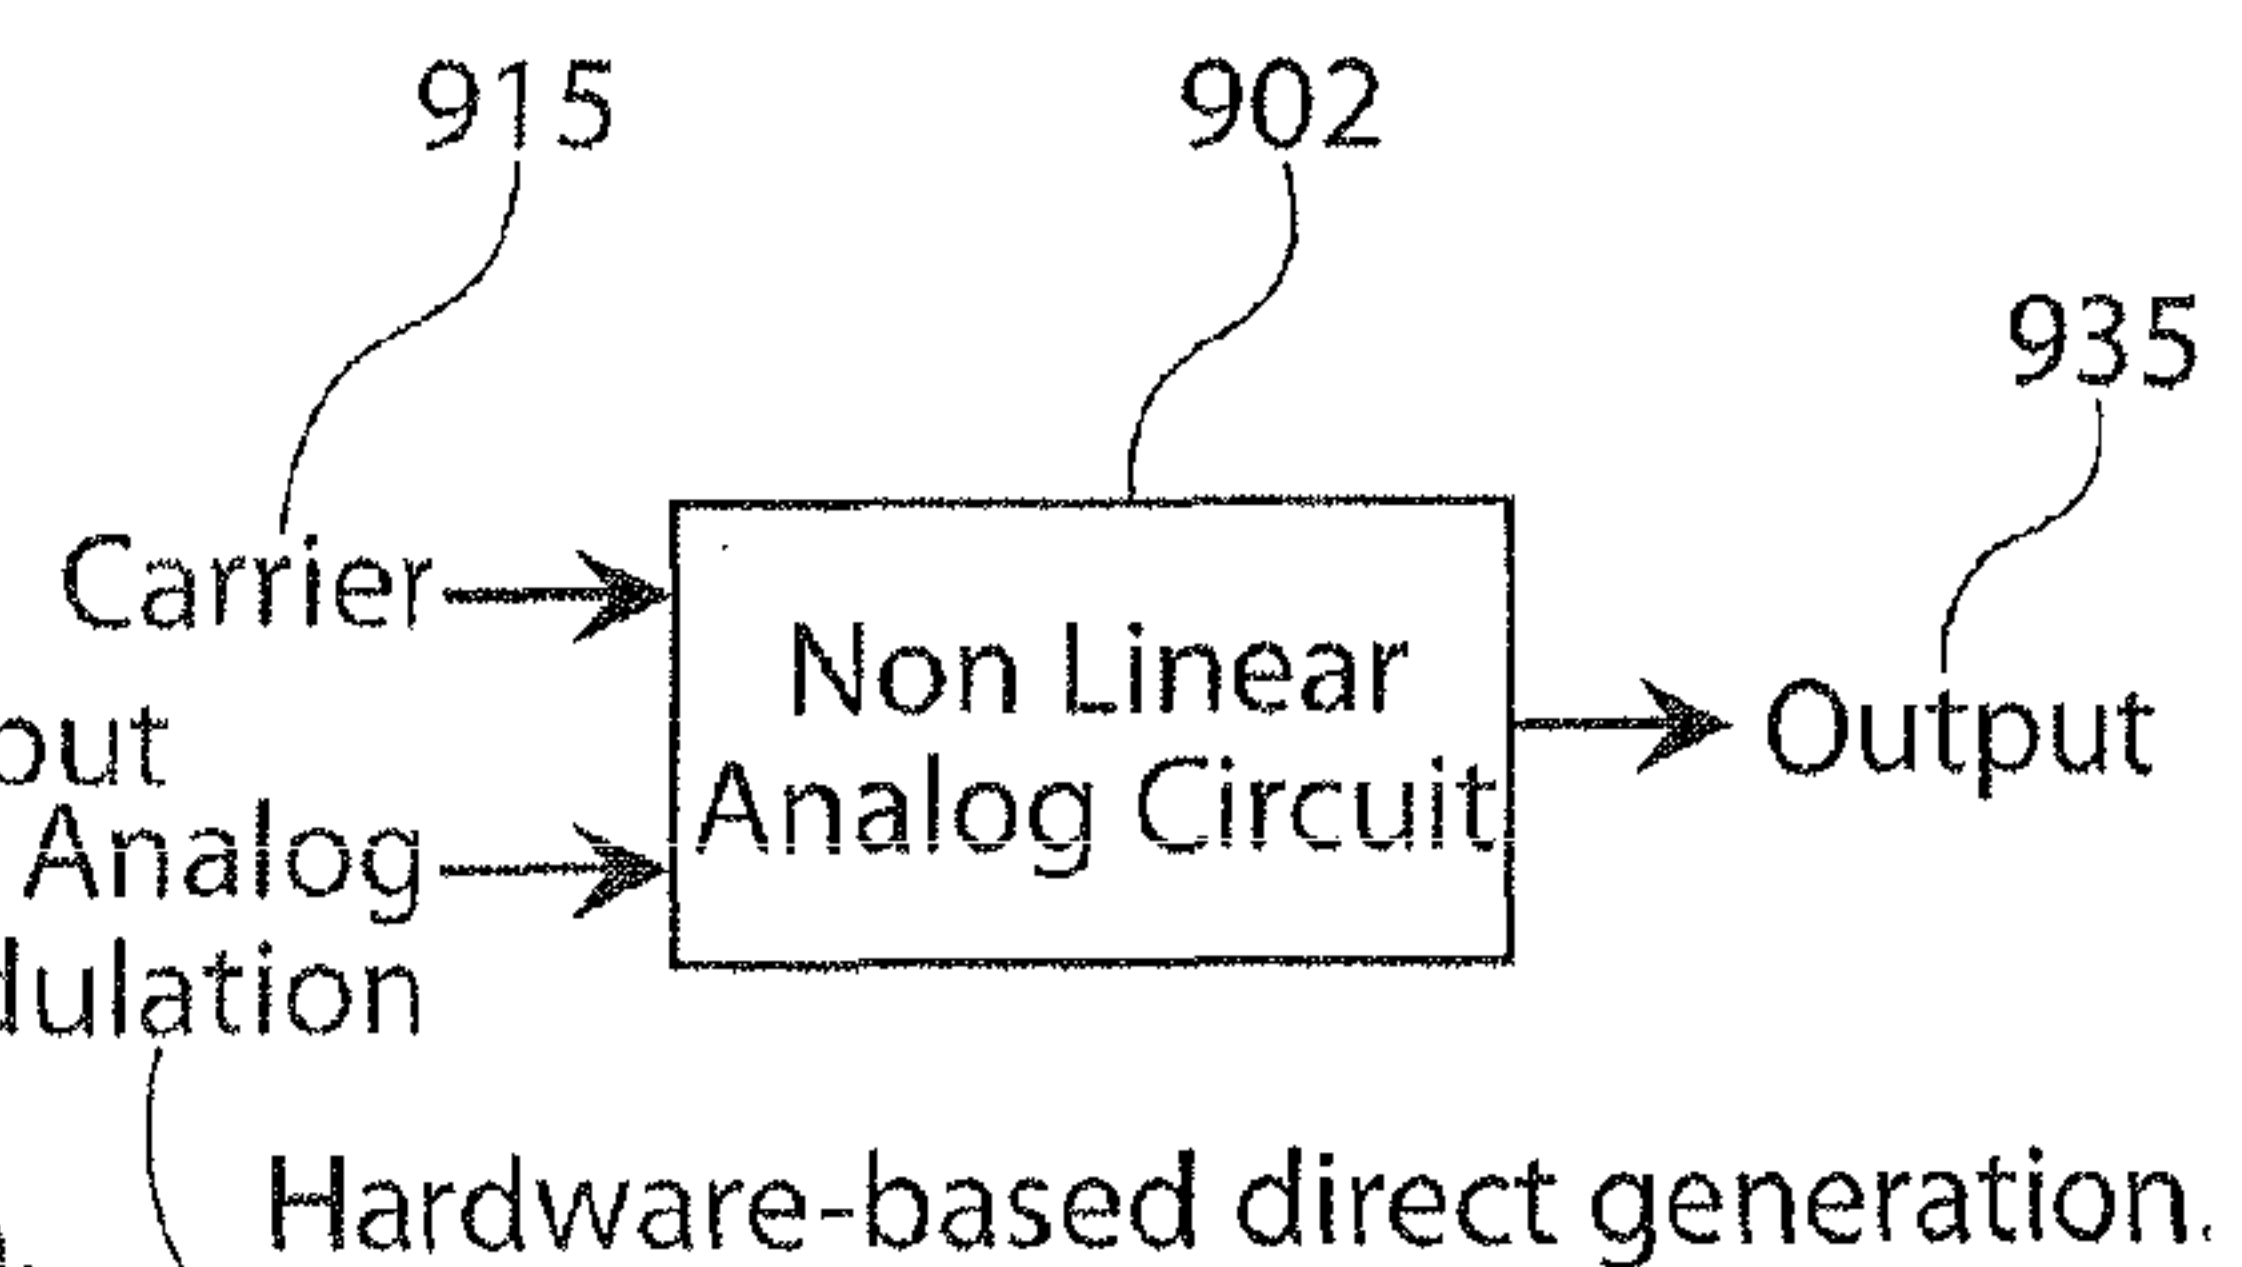 915
902
935
Carrier
Non Linear
Output
Analog Circuit
Analog
Hardware-based direct generation.